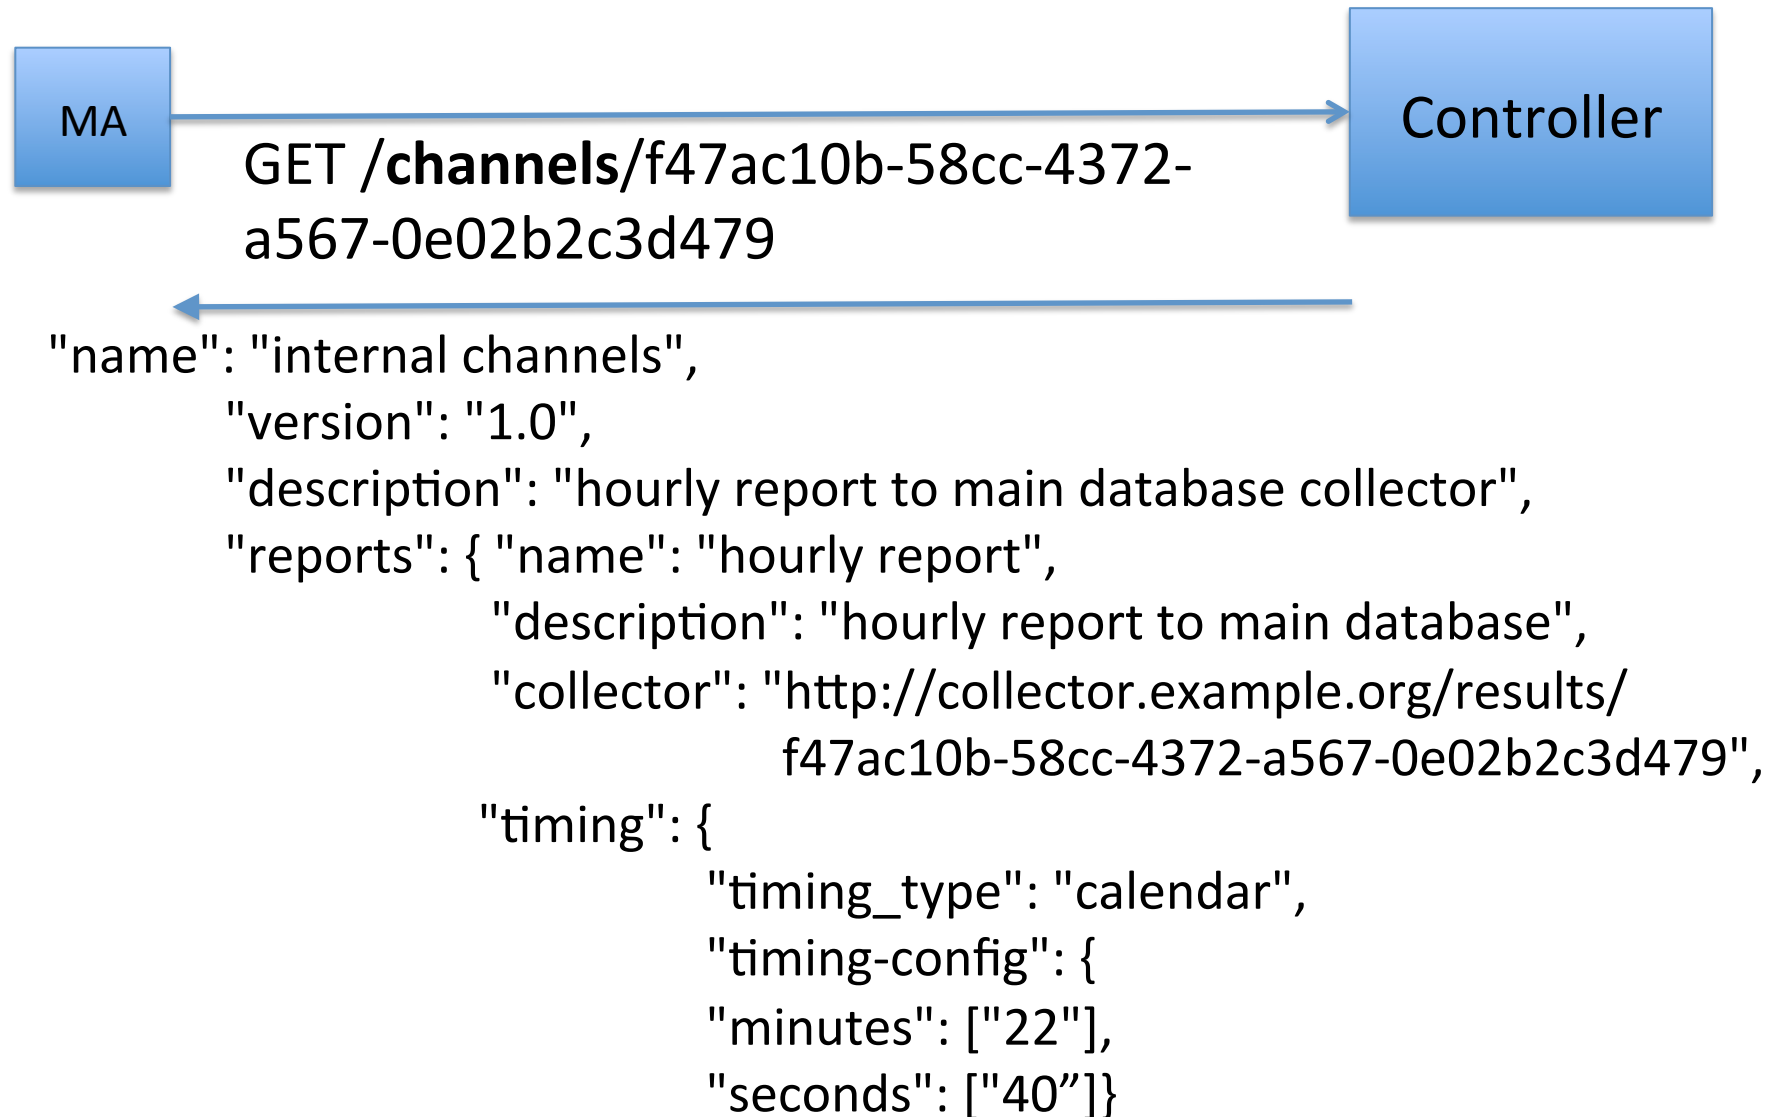 MA
Controller
GET /channels/f47ac10b-58cc-4372-
a567-0e02b2c3d479
"name": "internal channels",
"version": "1.0",
"description": "hourly report to main database collector",
"reports": { "name": "hourly report",
"description": "hourly report to main database",
"collector": "http://collector.example.org/results/
f47ac10b-58cc-4372-a567-0e02b2c3d479",
"timing": {
"timing_type": "calendar",
"timing-config": {
"minutes": ["22"],
"seconds": ["40”]}